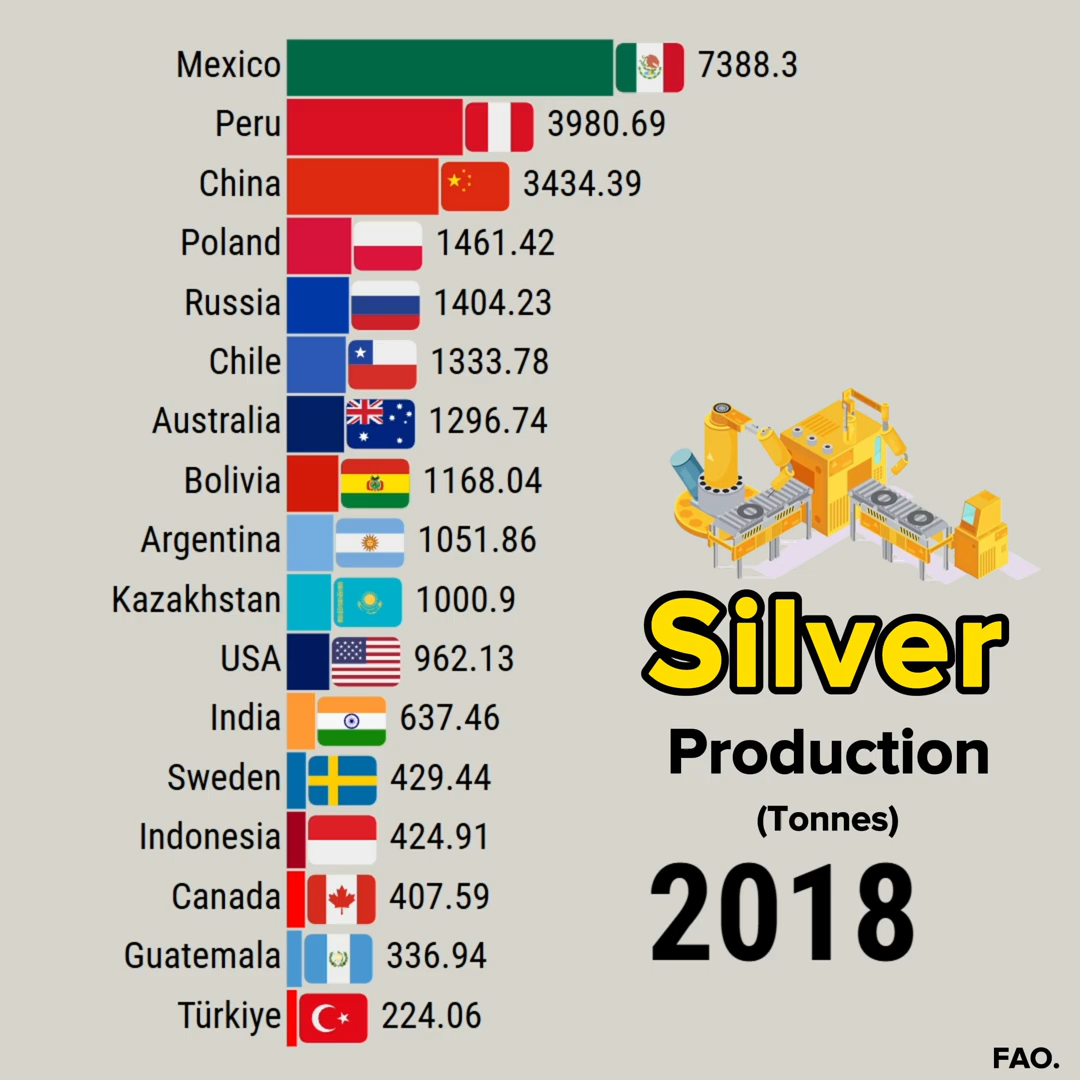 Mexico 7388.3
Peru 3980.69
China 3434.39
Poland 1461.42
Russia 1404.23
Chile 1333.78
Australia 1296.74
Bolivia 1168.04
Argentina 1051.86
Kazakhstan 1000.9
USA 962.13
India 637.46
Sweden 429.44
Indonesia 424.91
Canada 407.59
Guatemala 336.94
Türkiye 224.06
Silver
Production
(Tonnes)
2018
FAO.